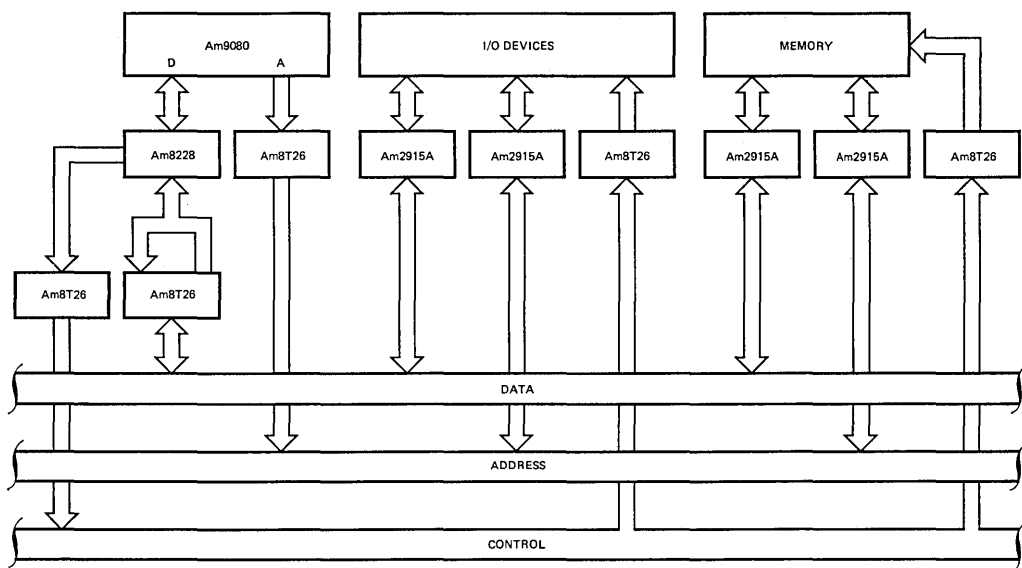 Am9080
D A
I/O DEVICES
MEMORY
Am8228
Am8T26
Am2915A
Am2915A
Am8T26
Am2915A
Am2915A
Am8T26
Am8T26
Am8T26
DATA
ADDRESS
CONTROL